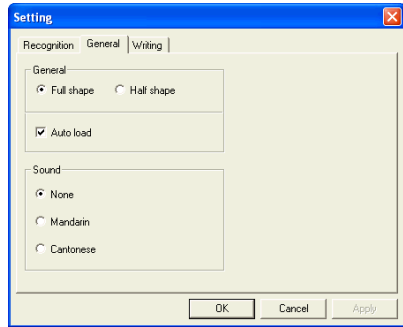 Setting
Recognition General Writing
General
Full shape Half shape
Auto load
Sound
None
Mandarin
Cantonese
OK Cancel Apply